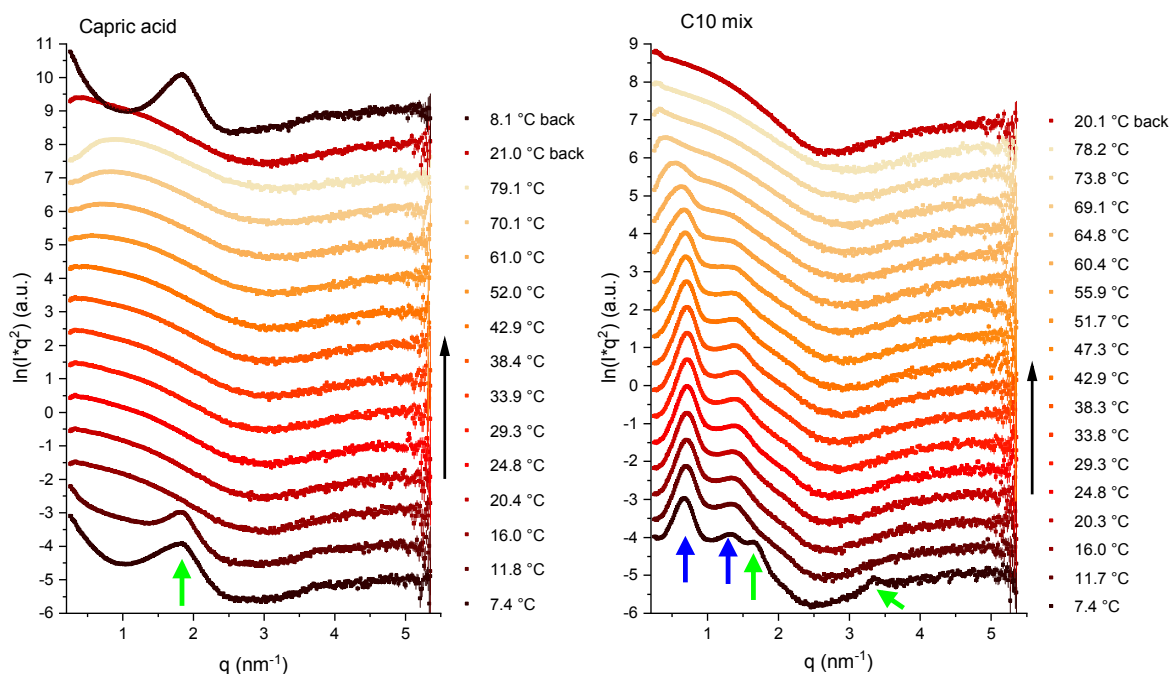 Capric acid
ln(I*q²) (a.u.)
11
10
9
8
7
6
5
4
3
2
1
0
-1
-2
-3
-4
-5
-6
1
2
3
4
5
q (nm⁻¹)
8.1 °C back
21.0 °C back
79.1 °C
70.1 °C
61.0 °C
52.0 °C
42.9 °C
38.4 °C
33.9 °C
29.3 °C
24.8 °C
20.4 °C
16.0 °C
11.8 °C
7.4 °C
C10 mix
ln(I*q²) (a.u.)
9
8
7
6
5
4
3
2
1
0
-1
-2
-3
-4
-5
-6
1
2
3
4
5
q (nm⁻¹)
20.1 °C back
78.2 °C
73.8 °C
69.1 °C
64.8 °C
60.4 °C
55.9 °C
51.7 °C
47.3 °C
42.9 °C
38.3 °C
33.8 °C
29.3 °C
24.8 °C
20.3 °C
16.0 °C
11.7 °C
7.4 °C